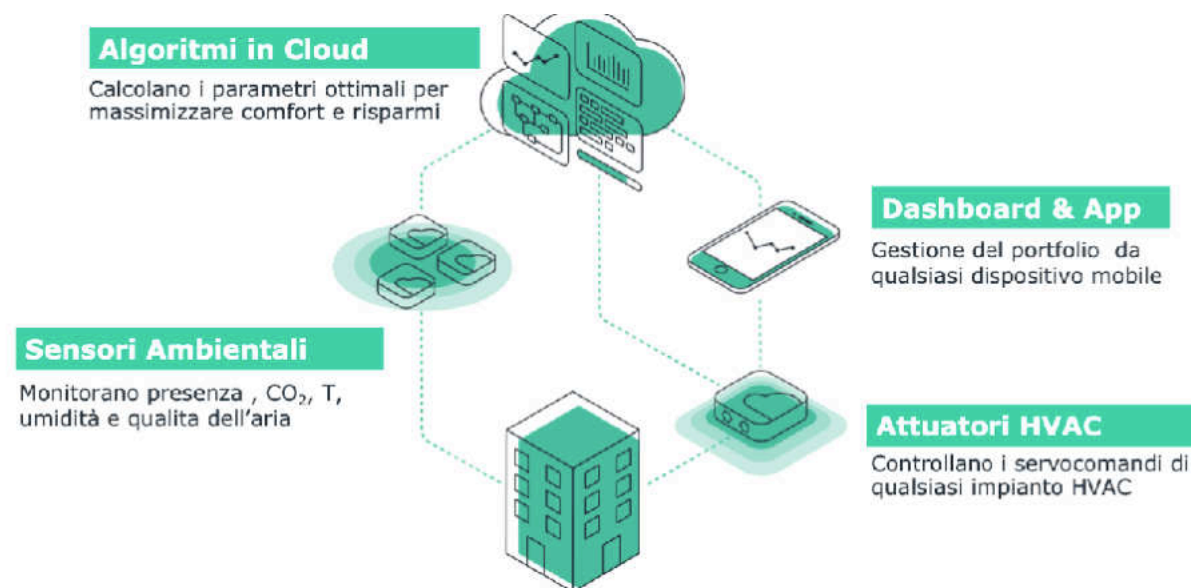 Algoritmi in Cloud
Calcolano i parametri ottimali per
massimizzare comfort e risparmi
Dashboard & App
Gestione del portfolio da
qualsiasi dispositivo mobile
Sensori Ambientali
Monitorano presenza , CO₂, T,
umidità e qualita dell’aria
Attuatori HVAC
Controllano i servocomandi di
qualsiasi impianto HVAC